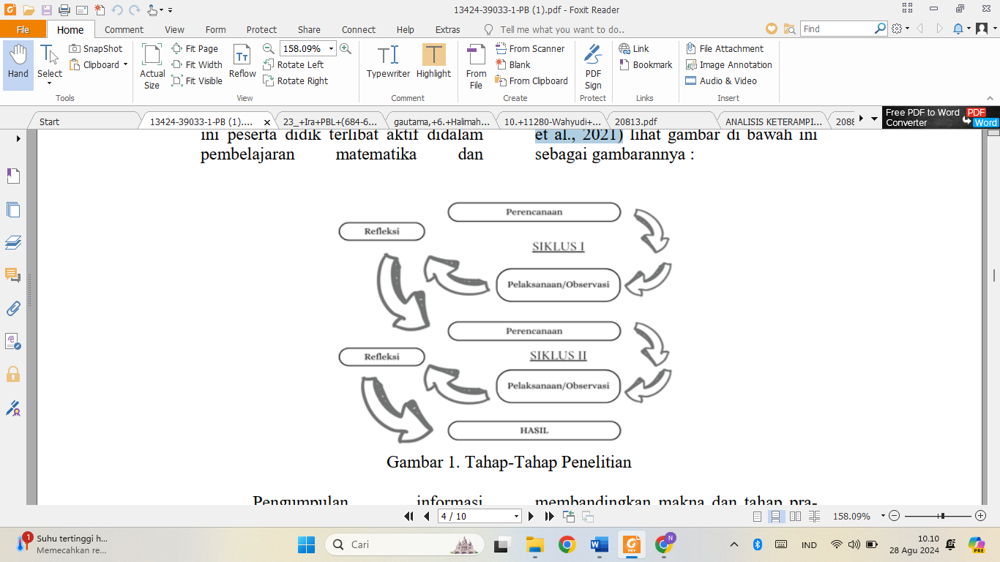 13424-39033-1-PB (1).pdf - Foxit Reader
File Home Comment View Form Protect Share Connect Help Extras Tell me what you want to do.. Find
Hand
Select
SnapShot
Clipboard
Tools
Actual Size
Fit Page
Fit Width
Fit Visible
Reflow
158.09%
Rotate Left
Rotate Right
View
Typewriter
Highlight
Comment
From File
From Scanner
Blank
From Clipboard
Create
PDF Sign
Protect
Link
Bookmark
Links
File Attachment
Image Annotation
Audio & Video
Insert
Start
13424-39033-1-PB (1)....
23_+Ira+PBL+(684-6...
gautama,+6.+Halimah...
10.+11280-Wahyudi+...
20813.pdf
ANALISIS KETERAMPI...
Free PDF to Word PDF
Converter Word
ini peserta didik terlibat aktif didalam
pembelajaran matematika dan
et al., 2021) lihat gambar di bawah ini
sebagai gambarannya :
Perencanaan
Refleksi
SIKLUS I
Pelaksanaan/Observasi
Perencanaan
Refleksi
SIKLUS II
Pelaksanaan/Observasi
HASIL
Gambar 1. Tahap-Tahap Penelitian
Pengumpulan informasi
membandingkan makna dan tahap pra-
4 / 10
158.09%
1
Suhu tertinggi h...
Memecahkan re...
Cari
N
IND
10.10
28 Agu 2024
PRE